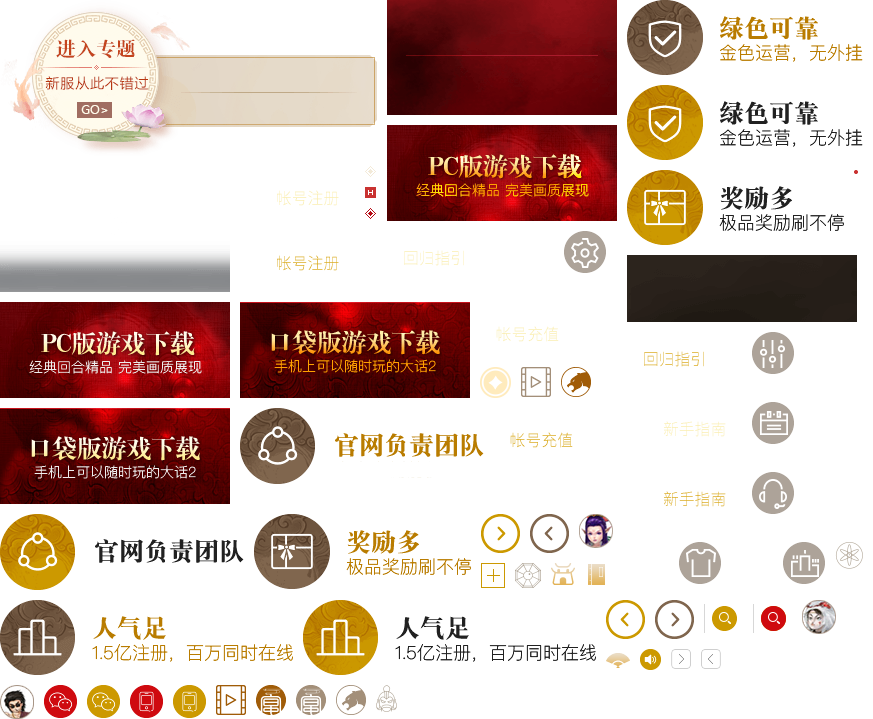 进入专题
新服从此不错过
GO>
绿色可靠
金色运营，无外挂
绿色可靠
金色运营，无外挂
PC版游戏下载
经典回合精品 完美画质展现
帐号注册
H
奖励多
极品奖励刷不停
帐号注册
回归指引
PC版游戏下载
经典回合精品 完美画质展现
口袋版游戏下载
手机上可以随时玩的大话2
帐号充值
回归指引
口袋版游戏下载
手机上可以随时玩的大话2
官网负责团队
帐号充值
新手指南
新手指南
官网负责团队
奖励多
极品奖励刷不停
人气足
1.5亿注册，百万同时在线
人气足
1.5亿注册，百万同时在线